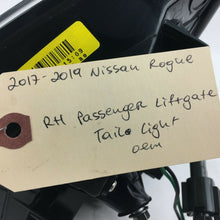 2017-2019 Nissan Rogue
RH Passenger Liftgate
Tail Light
oem